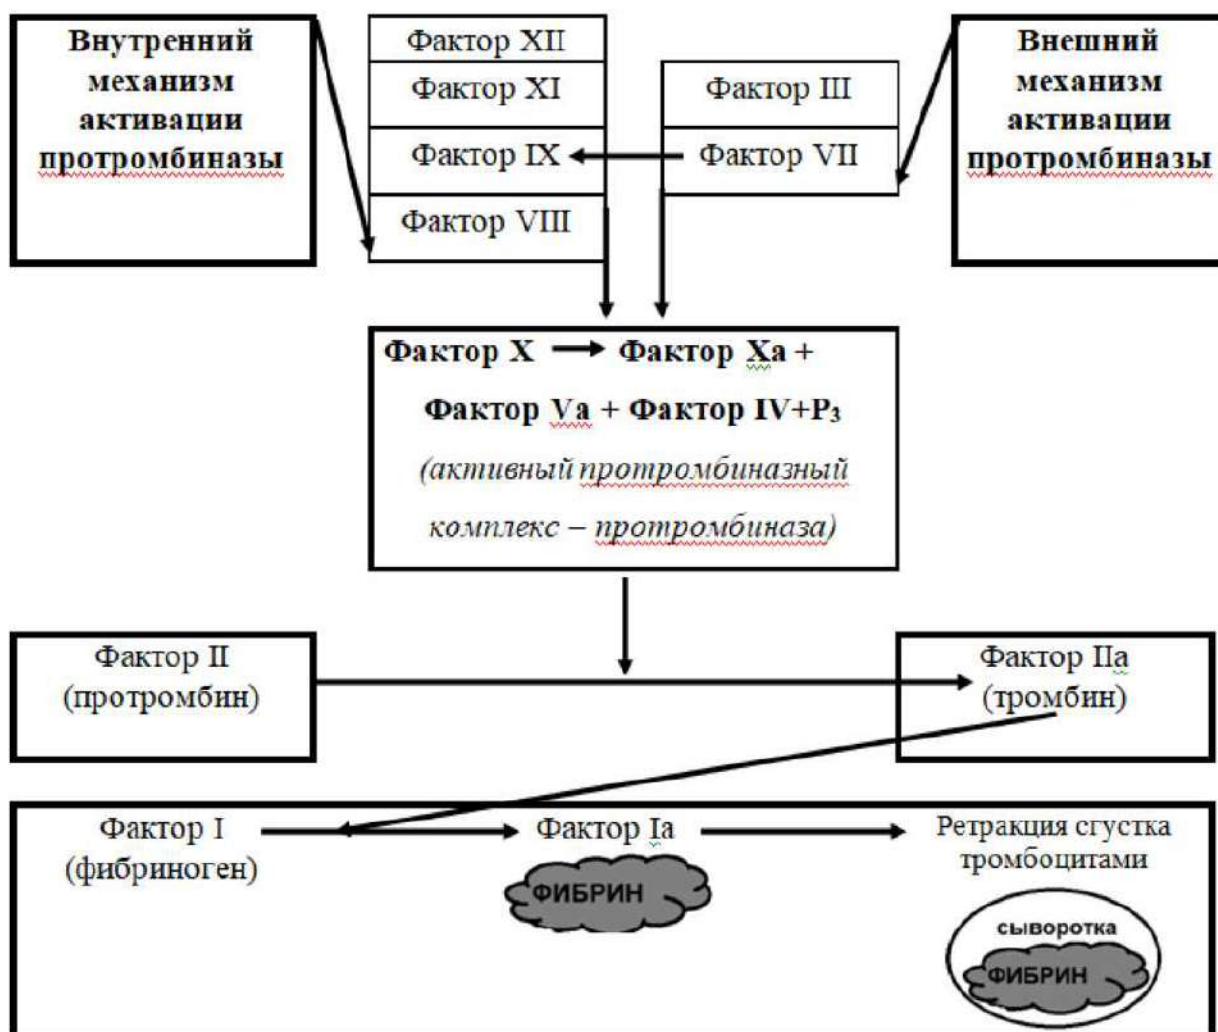 Внутренний
механизм
активации
протромбиназы
Фактор XII
Фактор XI
Фактор IX
Фактор VIII
Фактор III
Фактор VII
Внешний
механизм
активации
протромбиназы
Фактор X
Фактор Xa +
Фактор Va + Фактор IV+P₃
(активный протромбиназный
комплекс – протромбиназа)
Фактор II
(протромбин)
Фактор IIa
(тромбин)
Фактор I
(фибриноген)
Фактор Ia
ФИБРИН
Ретракция сгустка
тромбоцитами
сыворотка
ФИБРИН